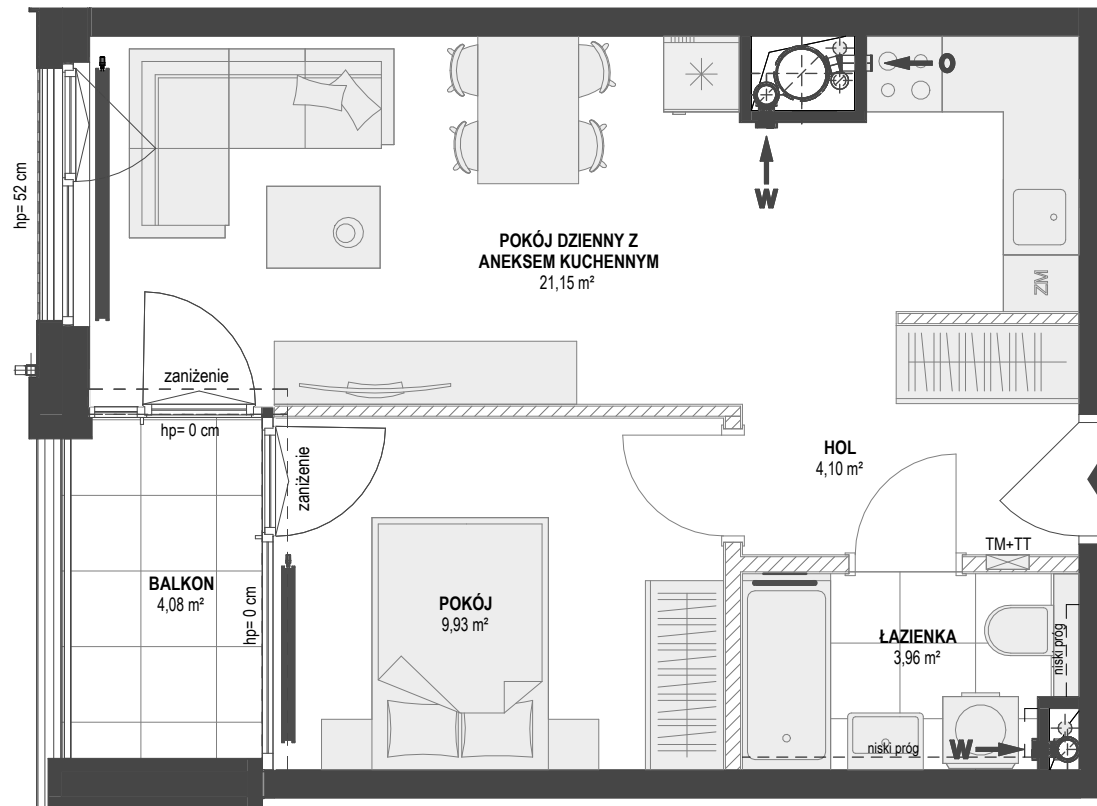 O
W
hp= 52 cm
POKÓJ DZIENNY Z
ANEKSEM KUCHENNYM
21,15 m²
ZM
zaniżenie
hp= 0 cm
HOL
4,10 m²
zaniżenie
TM+TT
BALKON
4,08 m²
hp= 0 cm
POKÓJ
9,93 m²
ŁAZIENKA
3,96 m²
niski próg
niski próg
W